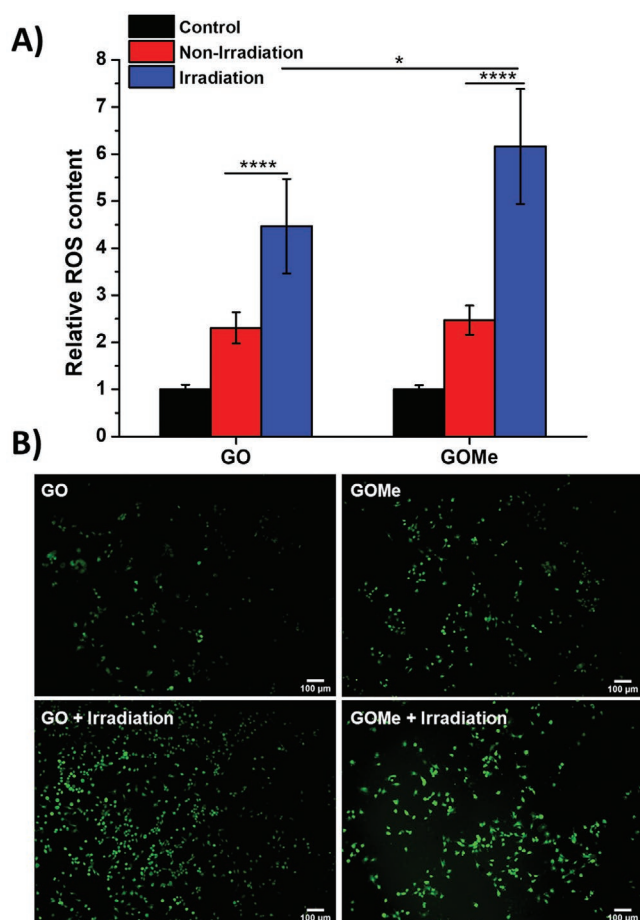 A)
Control
Non-Irradiation
Irradiation
8
7
6
5
4
3
2
1
0
Relative ROS content
****
*
****
GO
GOMe
B)
GO
100 µm
GOMe
100 µm
GO + Irradiation
100 µm
GOMe + Irradiation
100 µm